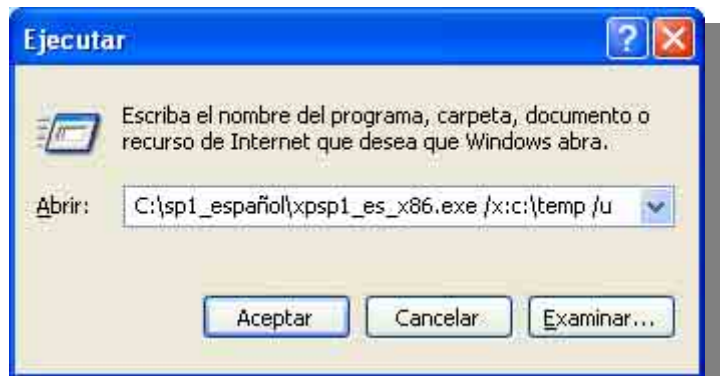 Ejecutar
Escriba el nombre del programa, carpeta, documento o
recurso de Internet que desea que Windows abra.
Abrir: C:\sp1_español\xpsp1_es_x86.exe /x:c:\temp /u
Aceptar Cancelar Examinar...